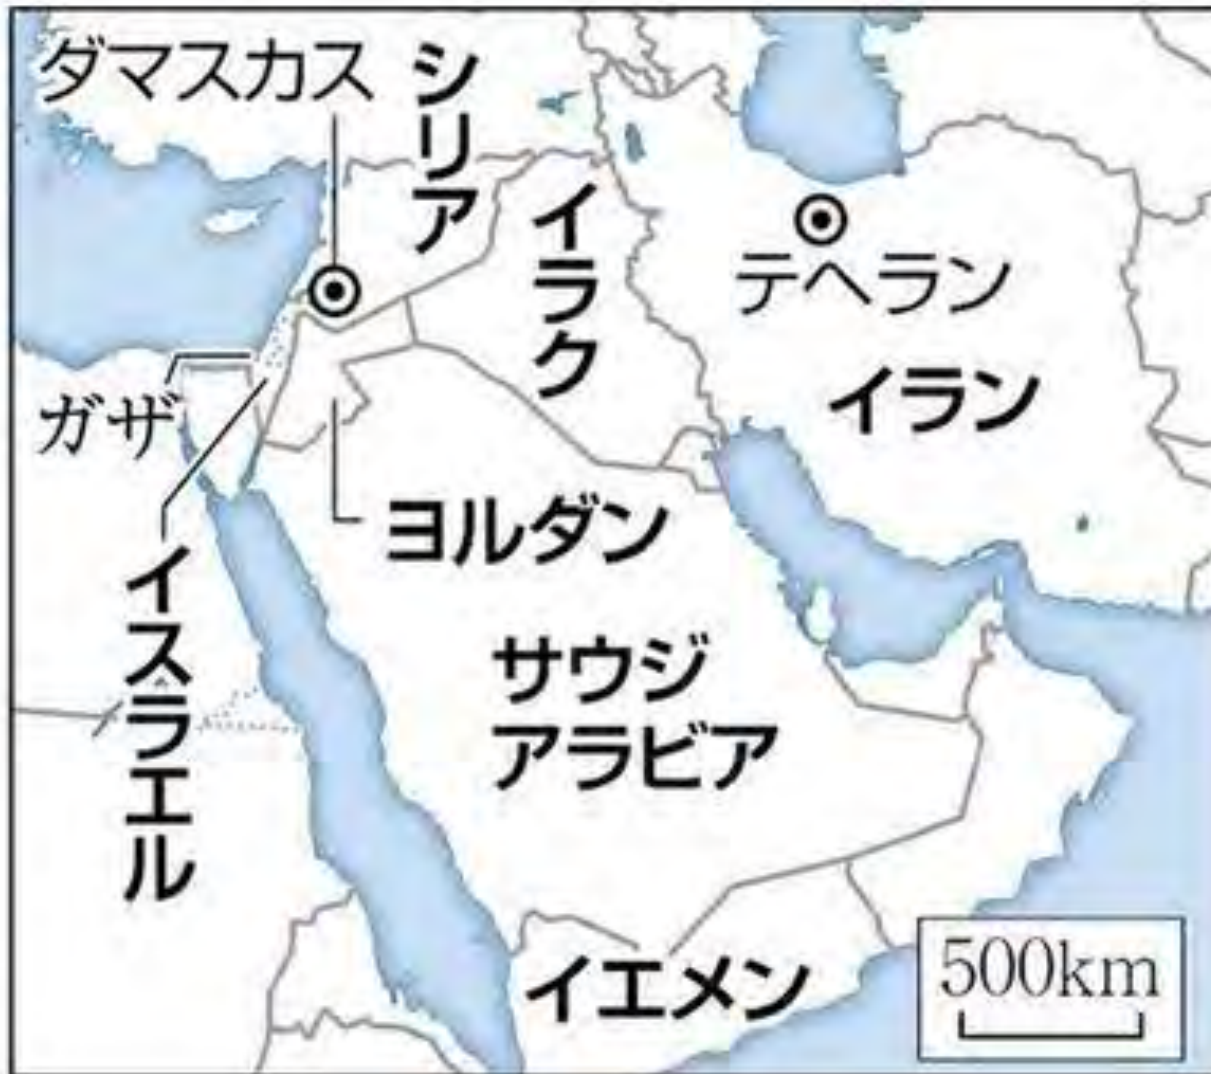 ダマスカス
シリア
イラク
テヘラン
イラン
ガザ
ヨルダン
イスラエル
サウジ
アラビア
イエメン
500km